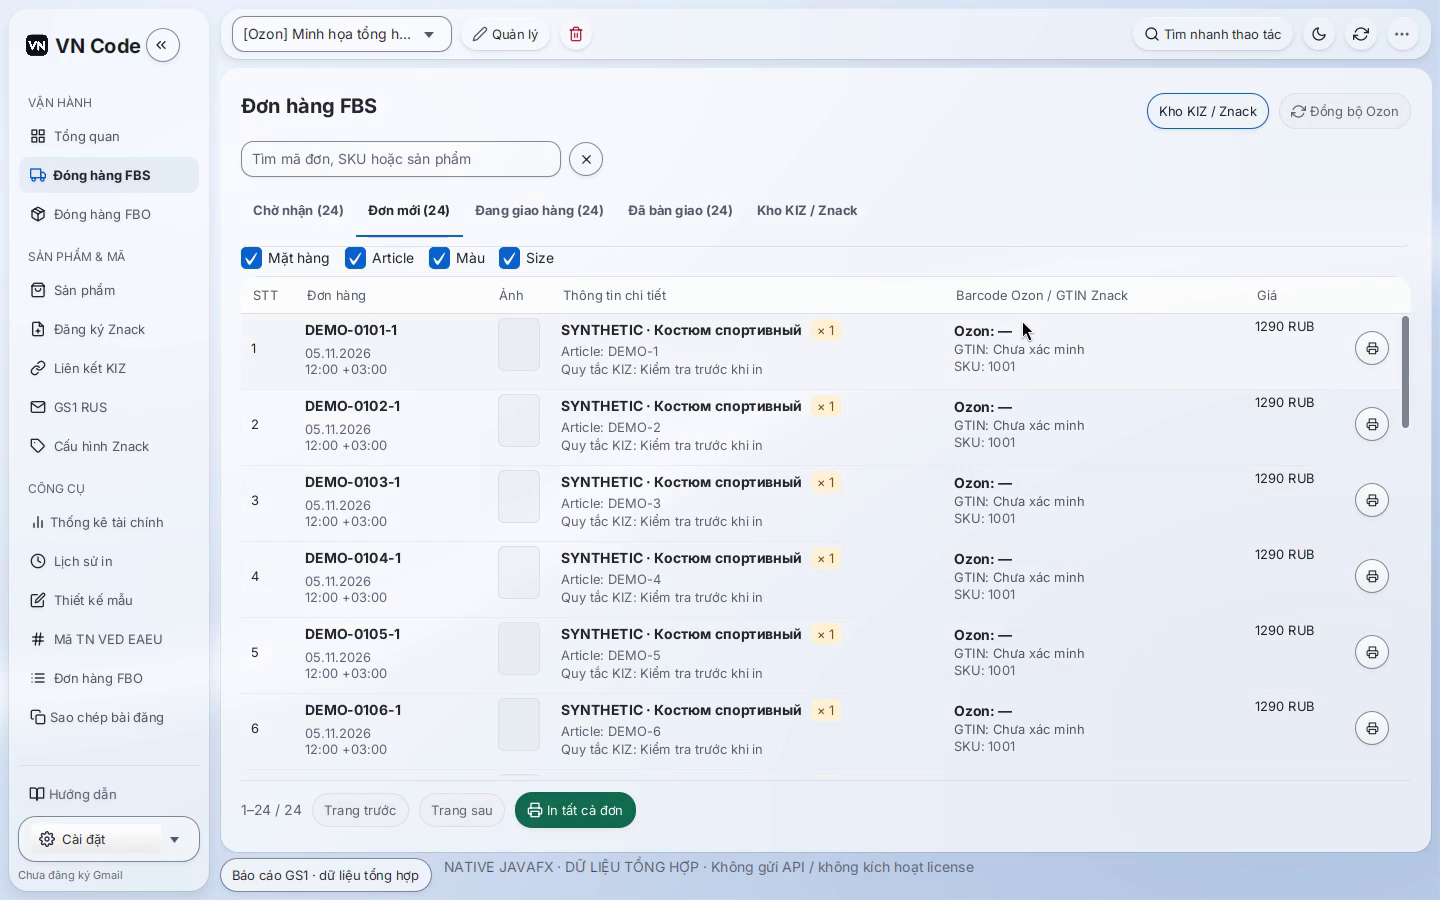 VN VN Code
VẬN HÀNH
Tổng quan
Đóng hàng FBS
Đóng hàng FBO
SẢN PHẨM & MÃ
Sản phẩm
Đăng ký Znack
Liên kết KIZ
GS1 RUS
Cấu hình Znack
CÔNG CỤ
Thống kê tài chính
Lịch sử in
Thiết kế mẫu
Mã TN VED EAEU
Đơn hàng FBO
Sao chép bài đăng
Hướng dẫn
Cài đặt
Chưa đăng ký Gmail
[Ozon] Minh họa tổng h...
Quản lý
Tìm nhanh thao tác
Đơn hàng FBS
Kho KIZ / Znack
Đồng bộ Ozon
Tìm mã đơn, SKU hoặc sản phẩm
Chờ nhận (24) Đơn mới (24) Đang giao hàng (24) Đã bàn giao (24) Kho KIZ / Znack
Mặt hàng Article Màu Size
STT Đơn hàng Ảnh Thông tin chi tiết Barcode Ozon / GTIN Znack Giá
1
DEMO-0101-1
05.11.2026
12:00 +03:00
SYNTHETIC · Костюм спортивный × 1
Article: DEMO-1
Quy tắc KIZ: Kiểm tra trước khi in
Ozon: —
GTIN: Chưa xác minh
SKU: 1001
1290 RUB
2
DEMO-0102-1
05.11.2026
12:00 +03:00
SYNTHETIC · Костюм спортивный × 1
Article: DEMO-2
Quy tắc KIZ: Kiểm tra trước khi in
Ozon: —
GTIN: Chưa xác minh
SKU: 1001
1290 RUB
3
DEMO-0103-1
05.11.2026
12:00 +03:00
SYNTHETIC · Костюм спортивный × 1
Article: DEMO-3
Quy tắc KIZ: Kiểm tra trước khi in
Ozon: —
GTIN: Chưa xác minh
SKU: 1001
1290 RUB
4
DEMO-0104-1
05.11.2026
12:00 +03:00
SYNTHETIC · Костюм спортивный × 1
Article: DEMO-4
Quy tắc KIZ: Kiểm tra trước khi in
Ozon: —
GTIN: Chưa xác minh
SKU: 1001
1290 RUB
5
DEMO-0105-1
05.11.2026
12:00 +03:00
SYNTHETIC · Костюм спортивный × 1
Article: DEMO-5
Quy tắc KIZ: Kiểm tra trước khi in
Ozon: —
GTIN: Chưa xác minh
SKU: 1001
1290 RUB
6
DEMO-0106-1
05.11.2026
12:00 +03:00
SYNTHETIC · Костюм спортивный × 1
Article: DEMO-6
Quy tắc KIZ: Kiểm tra trước khi in
Ozon: —
GTIN: Chưa xác minh
SKU: 1001
1290 RUB
1–24 / 24 Trang trước Trang sau In tất cả đơn
Báo cáo GS1 · dữ liệu tổng hợp
NATIVE JAVAFX · DỮ LIỆU TỔNG HỢP · Không gửi API / không kích hoạt license